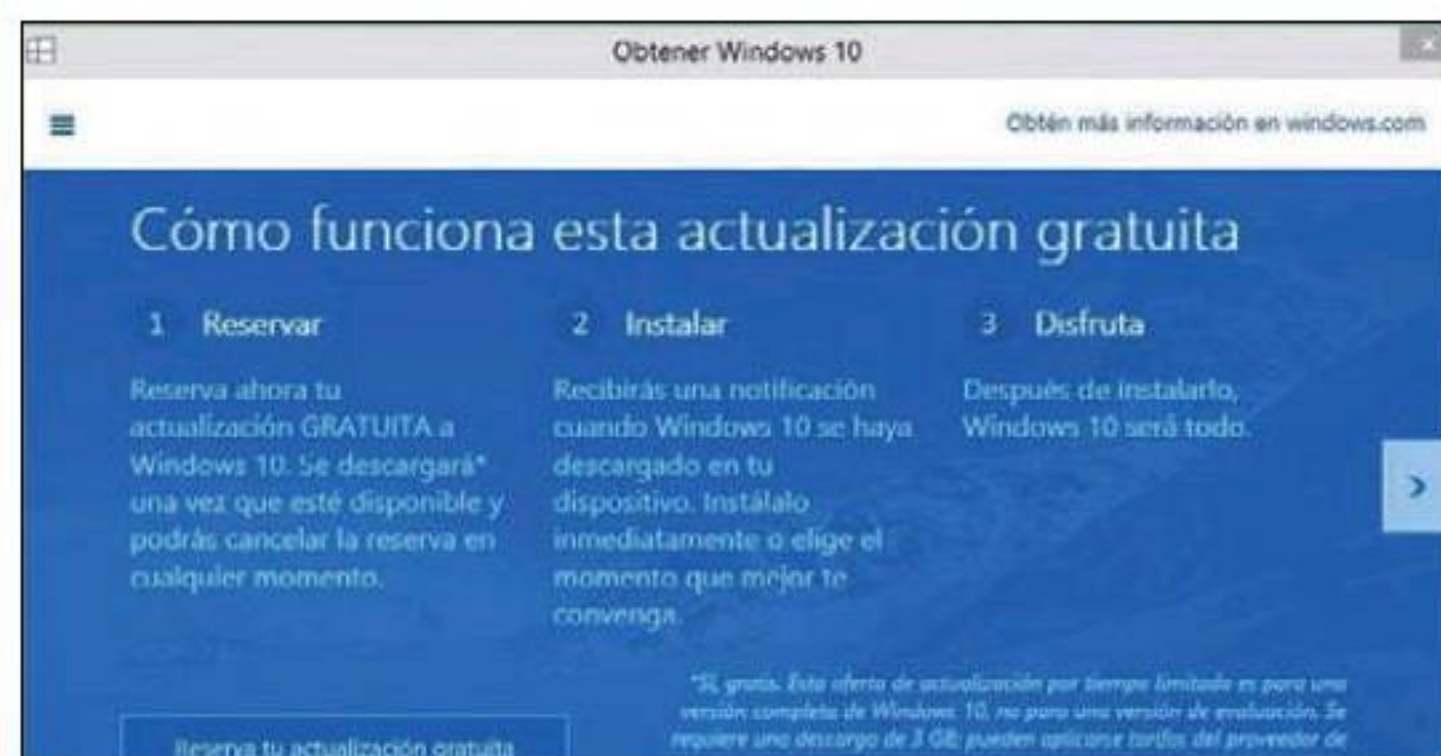 Obtener Windows 10
Obtén más información en windows.com
Cómo funciona esta actualización gratuita
1 Reservar
Reserva ahora tu
actualización GRATUITA a
Windows 10. Se descargará*
una vez que esté disponible y
podrás cancelar la reserva en
cualquier momento.
2 Instalar
Recibirás una notificación
cuando Windows 10 se haya
descargado en tu
dispositivo. Instálalo
inmediatamente o elige el
momento que mejor te
convenga.
3 Disfruta
Después de instalarlo,
Windows 10 será todo.
*Sí, gratis. Esta oferta de actualización por tiempo limitado es para una
versión completa de Windows 10, no para una versión de evaluación. Se
requiere una descarga de 3 GB; pueden aplicarse tarifas del proveedor de
Reserva tu actualización gratuita